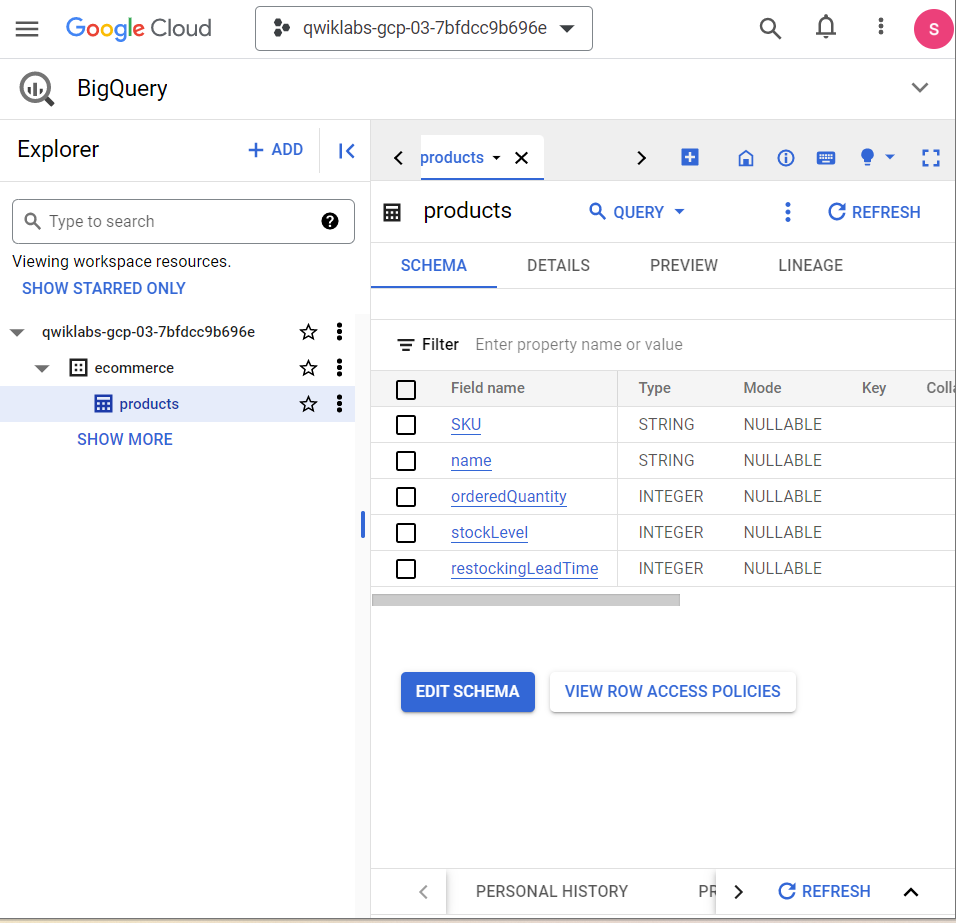 Google Cloud
qwiklabs-gcp-03-7bfdcc9b696e
S
BigQuery
Explorer
+ ADD
Type to search
?
Viewing workspace resources.
SHOW STARRED ONLY
qwiklabs-gcp-03-7bfdcc9b696e
ecommerce
products
SHOW MORE
products
products
QUERY
REFRESH
SCHEMA DETAILS PREVIEW LINEAGE
Filter Enter property name or value
Field name Type Mode Key Colla
SKU STRING NULLABLE
name STRING NULLABLE
orderedQuantity INTEGER NULLABLE
stockLevel INTEGER NULLABLE
restockingLeadTime INTEGER NULLABLE
EDIT SCHEMA VIEW ROW ACCESS POLICIES
PERSONAL HISTORY PR REFRESH